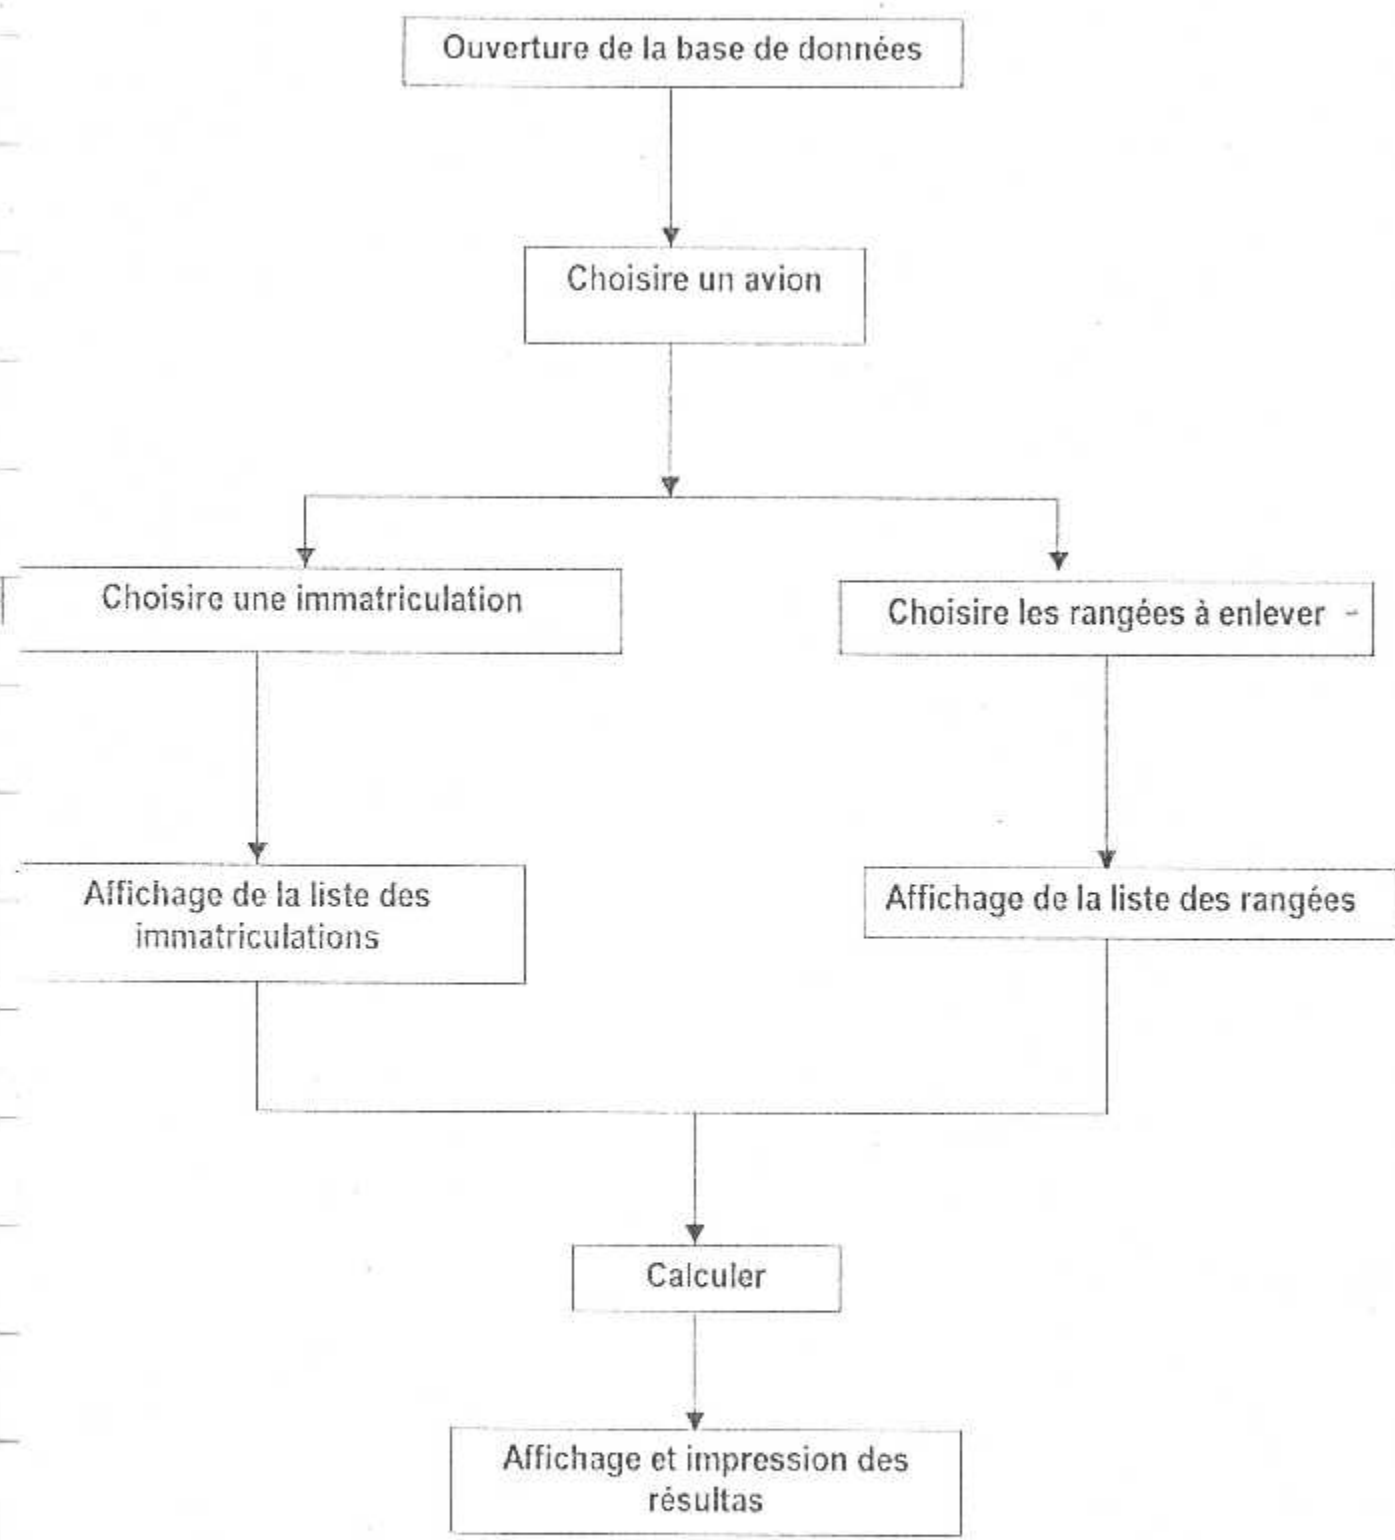 Ouverture de la base de données
Choisire un avion
Choisire une immatriculation
Choisire les rangées à enlever -
Affichage de la liste des
immatriculations
Affichage de la liste des rangées
Calculer
Affichage et impression des
résultas